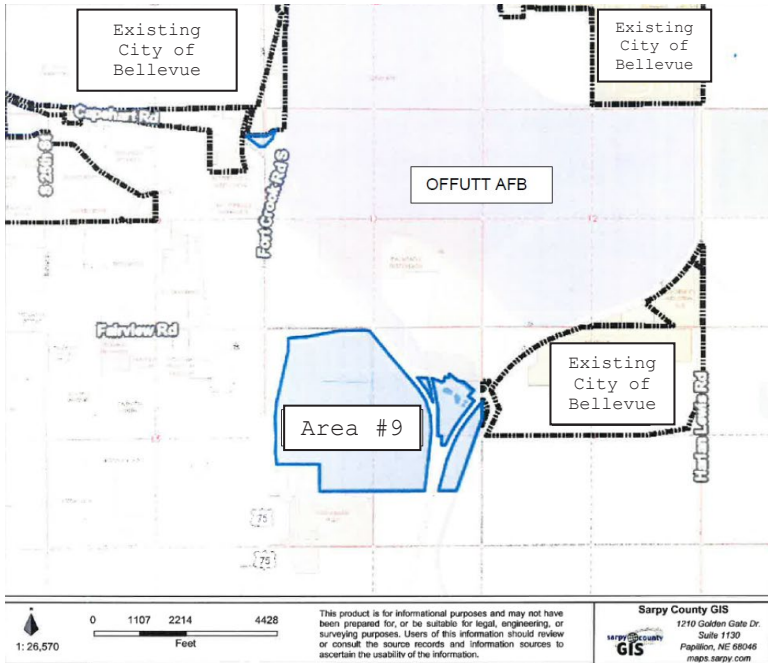 Existing
City of
Bellevue
Existing
City of
Bellevue
Capehart Rd
S 25th St
Fort Crook Rd S
OFFUTT AFB
12
Fairview Rd
Existing
City of
Bellevue
Area #9
Harlan Lewis Rd
15
75
75
1: 26,570
0 1107 2214 4428
Feet
This product is for informational purposes and may not have
been prepared for, or be suitable for legal, engineering, or
surveying purposes. Users of this information should review
or consult the source records and information sources to
ascertain the usability of the information.
Sarpy County GIS
sarpy county
GIS
1210 Golden Gate Dr.
Suite 1130
Papillion, NE 68046
maps.sarpy.com